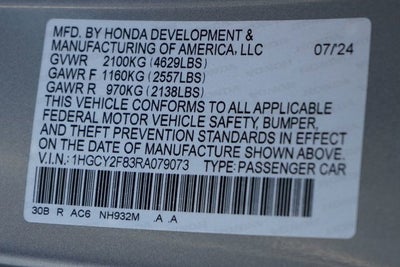 MFD. BY HONDA DEVELOPMENT &
MANUFACTURING OF AMERICA, LLC 07/24
GVWR 2100KG (4629LBS)
GAWR F 1160KG (2557LBS)
GAWR R 970KG (2138LBS)
THIS VEHICLE CONFORMS TO ALL APPLICABLE
FEDERAL MOTOR VEHICLE SAFETY, BUMPER,
AND THEFT PREVENTION STANDARDS IN EFFECT
ON THE DATE OF MANUFACTURE SHOWN ABOVE.
V.I.N.: 1HGCY2F83RA079073 TYPE: PASSENGER CAR
30B R AC6 NH932M .A .A